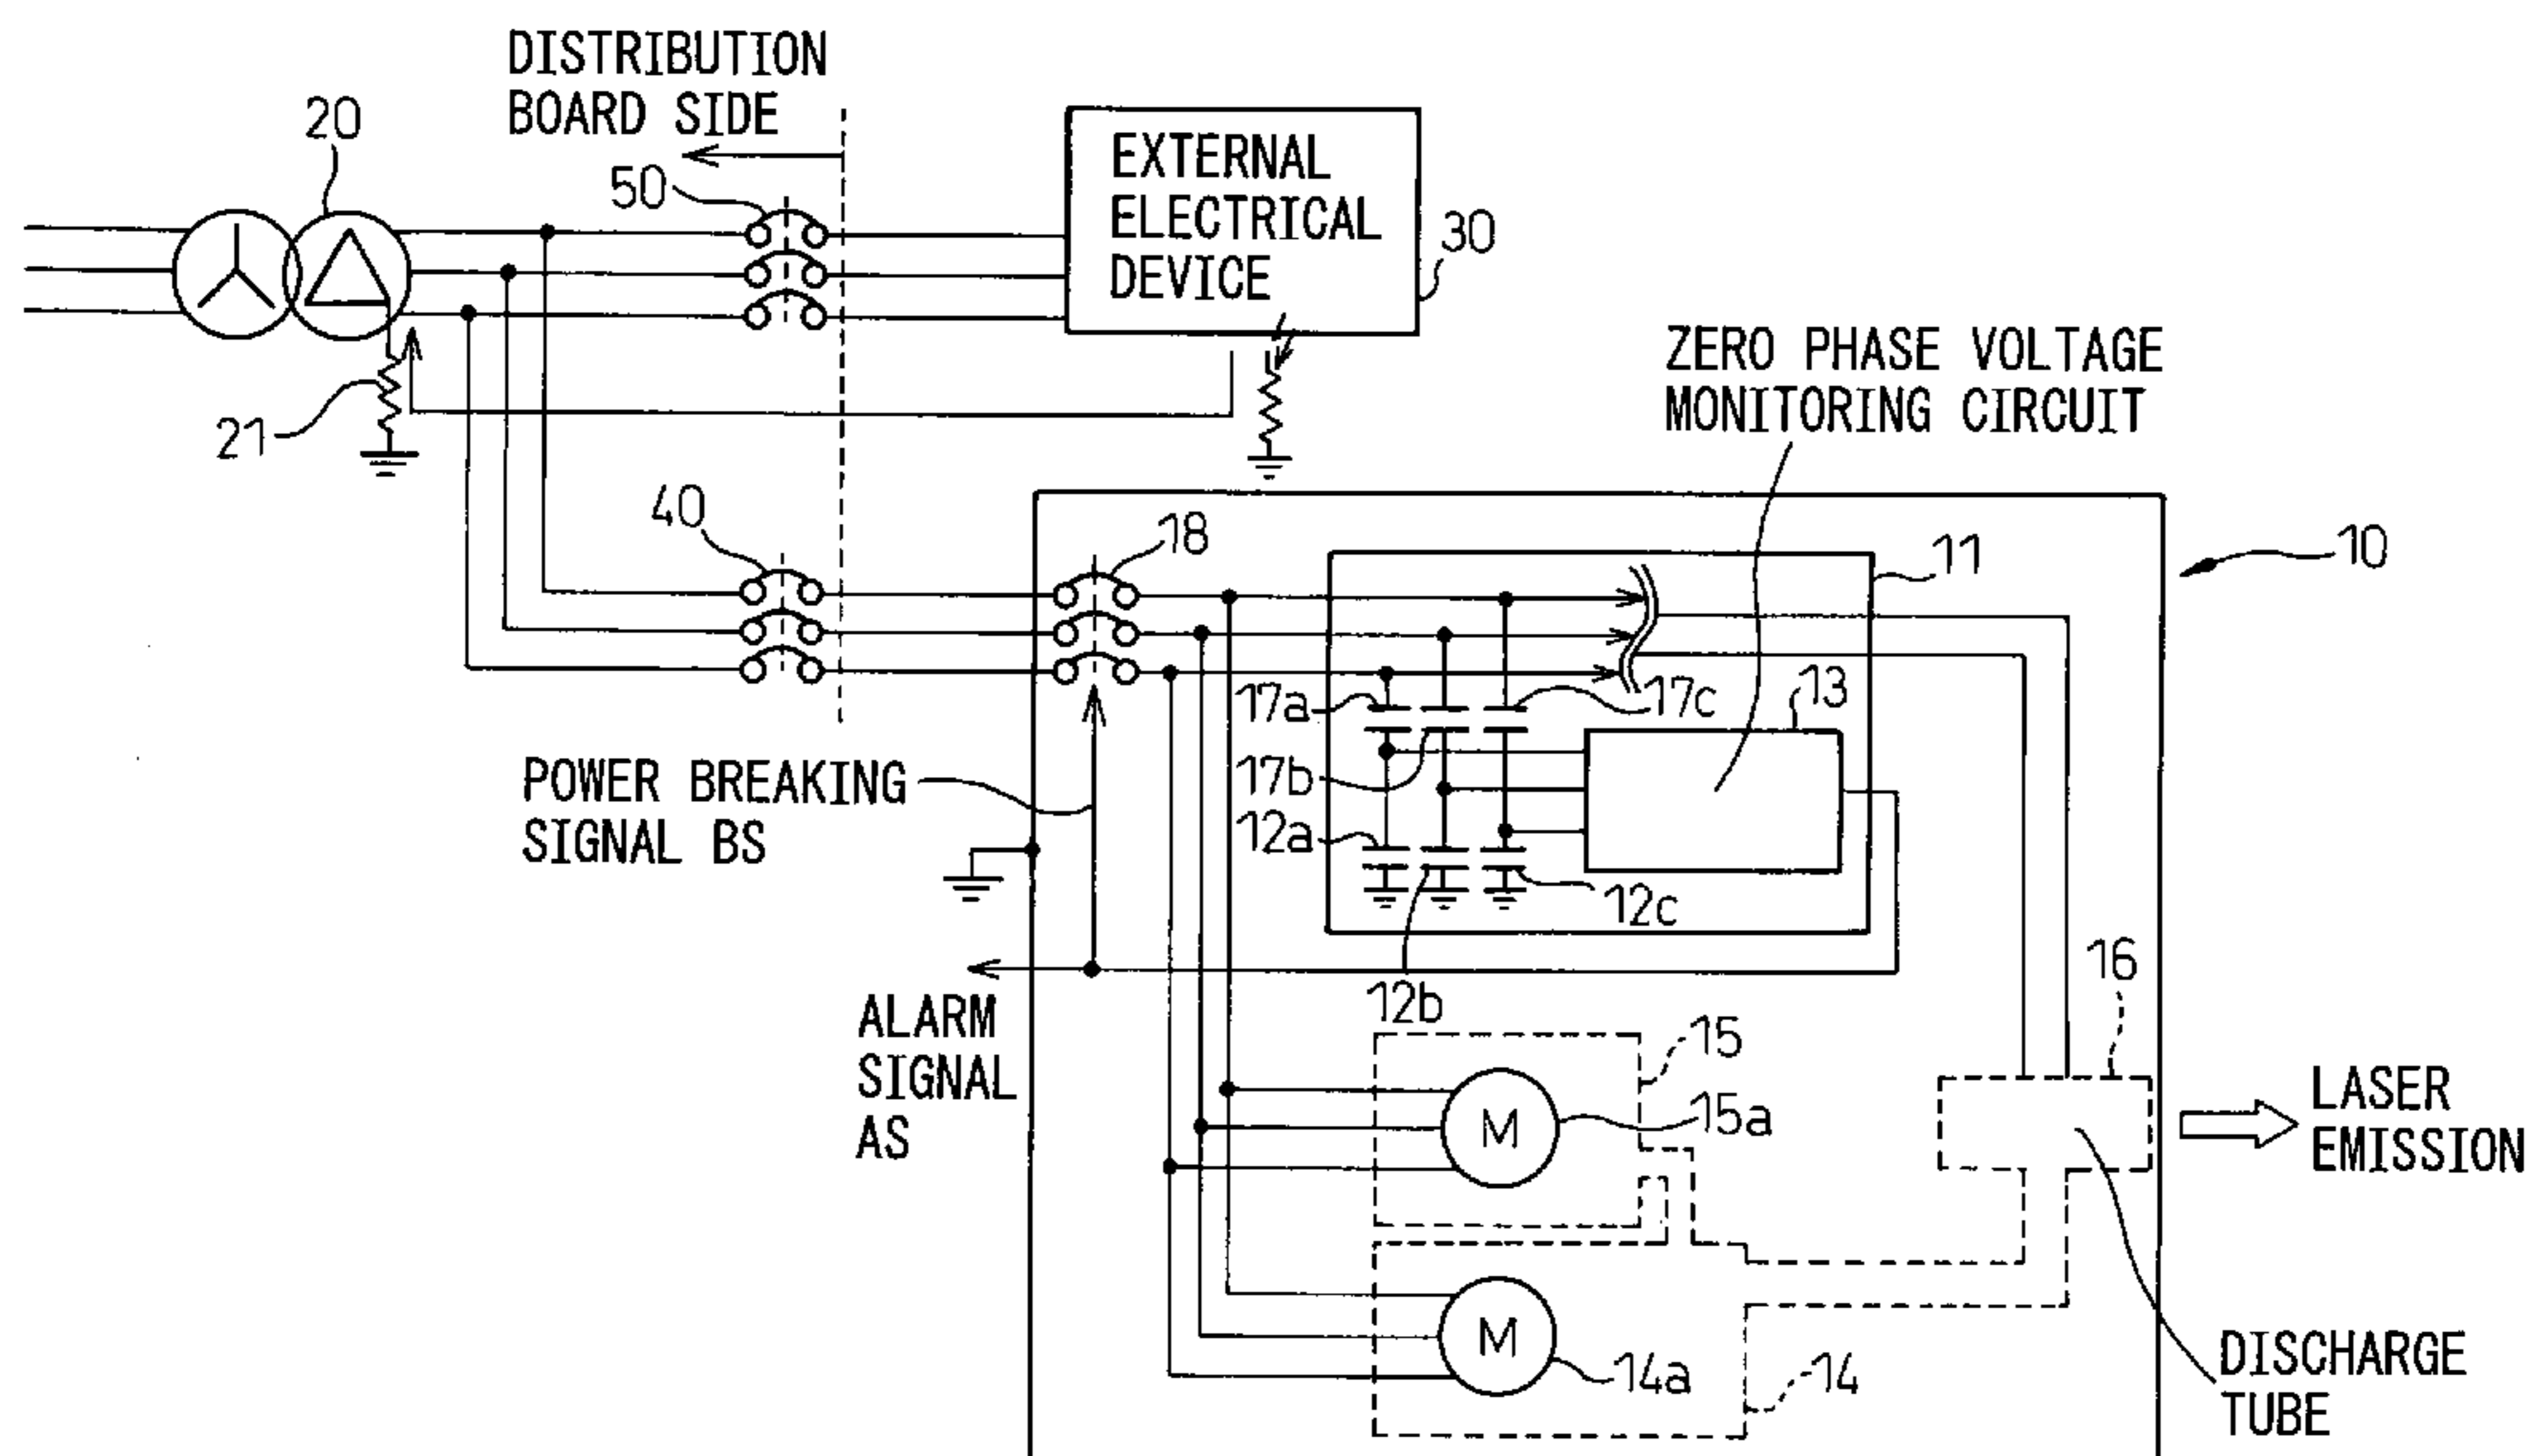 DISTRIBUTION
BOARD SIDE
20
50
EXTERNAL
ELECTRICAL
DEVICE
30
ZERO PHASE VOLTAGE
MONITORING CIRCUIT
21
40
18
11
10
17a
17c
13
17b
POWER BREAKING
SIGNAL BS
12a
12c
16
12b
ALARM
SIGNAL
AS
15
M
15a
LASER
EMISSION
M
14a
14
DISCHARGE
TUBE